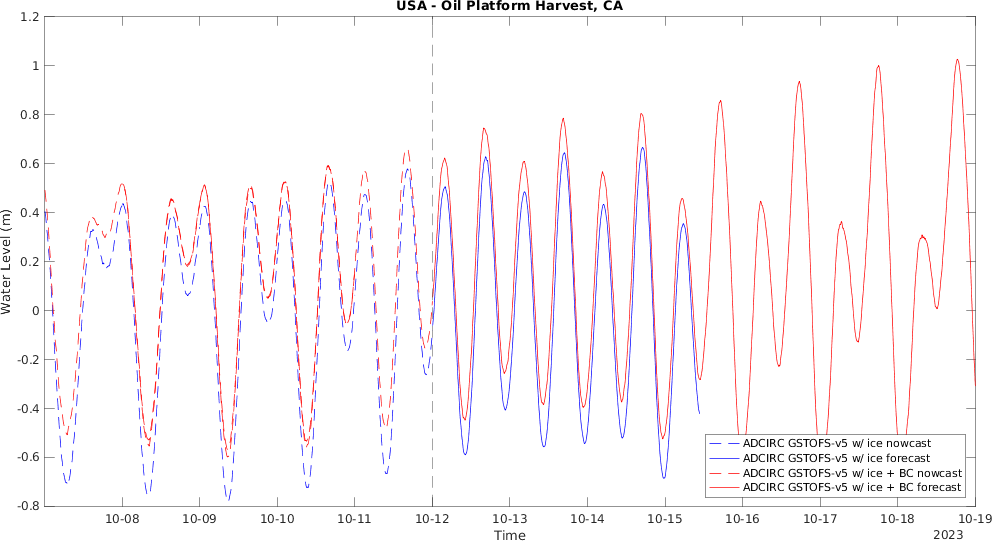 USA - Oil Platform Harvest, CA
1.2
1
0.8
0.6
0.4
0.2
0
-0.2
-0.4
-0.6
-0.8
Water Level (m)
ADCIRC GSTOFS-v5 w/ ice nowcast
ADCIRC GSTOFS-v5 w/ ice forecast
ADCIRC GSTOFS-v5 w/ ice + BC nowcast
ADCIRC GSTOFS-v5 w/ ice + BC forecast
10-08 10-09 10-10 10-11 10-12 10-13 10-14 10-15 10-16 10-17 10-18 10-19
Time
2023